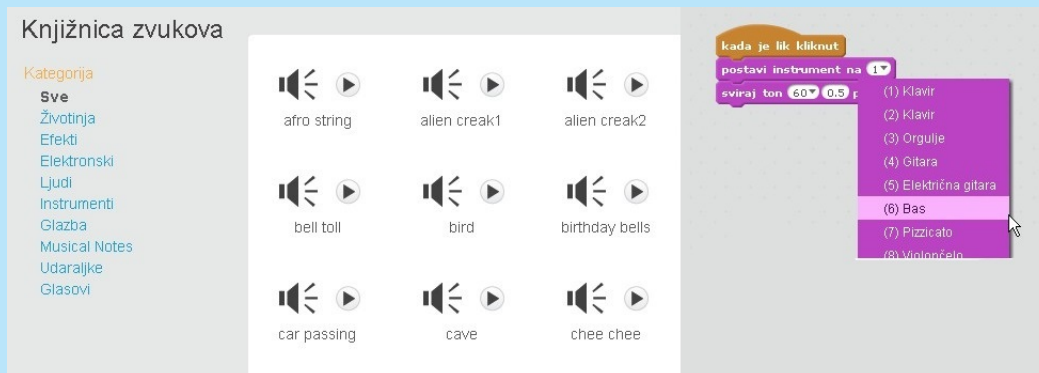 Knjižnica zvukova
Kategorija
Sve
Životinja
Efekti
Elektronski
Ljudi
Instrumenti
Glazba
Musical Notes
Udaraljke
Glasovi
afro string
alien creak1
alien creak2
bell toll
bird
birthday bells
car passing
cave
chee chee
kada je lik kliknut
postavi instrument na 1
sviraj ton 60 0.5
(1) Klavir
(2) Klavir
(3) Orgulje
(4) Gitara
(5) Električna gitara
(6) Bas
(7) Pizzicato
(8) Violončelo